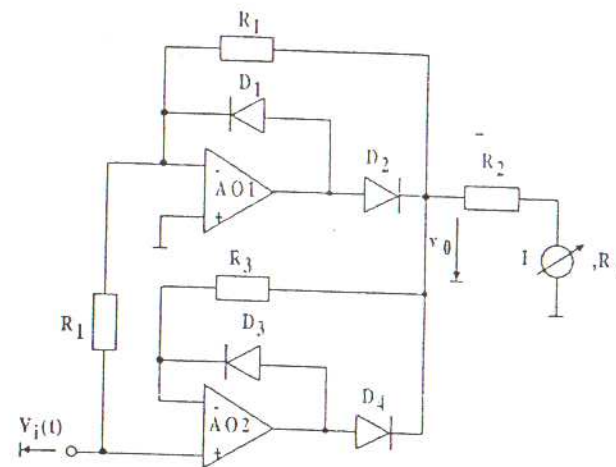 R1
D1
-
AO1
+
D2
R2
v0
I
,R
R3
D3
R1
-
AO2
+
D4
Vi(t)